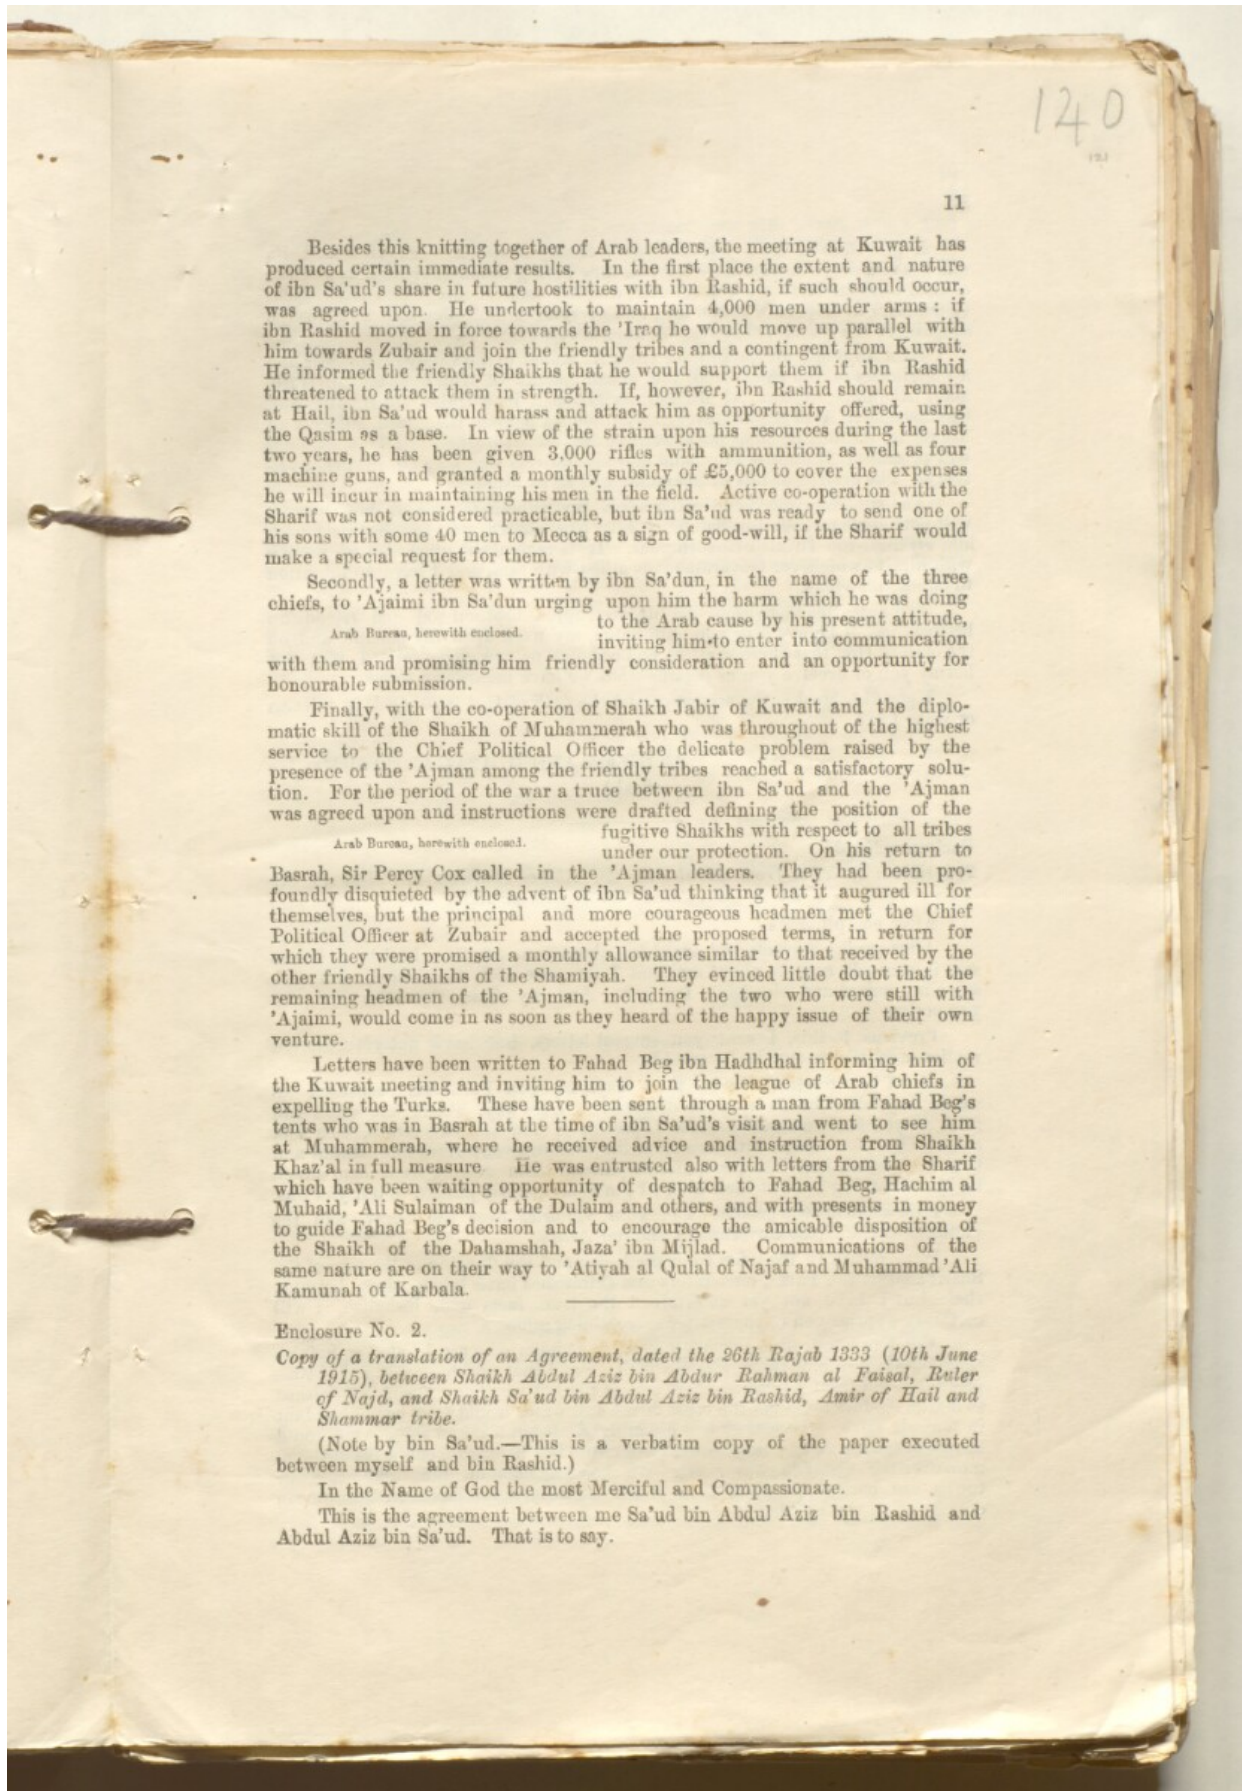 140
11
Besides this knitting together of Arab leaders, the meeting at Kuwait has
produced certain immediate results. In the first place the extent and nature
of ibn Sa'ud's share in future hostilities with ibn Rashid, if such should occur,
was agreed upon. He undertook to maintain 4,000 men under arms: if
ibn Rashid moved in force towards the 'Iraq he would move up parallel with
him towards Zubair and join the friendly tribes and a contingent from Kuwait.
He informed the friendly Shaikhs that he would support them if ibn Rashid
threatened to attack them in strength. If, however, ibn Rashid should remain
at Hail, ibn Sa'ud would harass and attack him as opportunity offered, using
the Qasim as a base. In view of the strain upon his resources during the last
two years, he has been given 3,000 rifles with ammunition, as well as four
machine guns, and granted a monthly subsidy of £5,000 to cover the expenses
he will incur in maintaining his men in the field. Active co-operation with the
Sharif was not considered practicable, but ibn Sa'ud was ready to send one of
his sons with some 40 men to Mecca as a sign of good-will, if the Sharif would
make a special request for them.
Secondly, a letter was written by ibn Sa'dun, in the name of the three
chiefs, to 'Ajaimi ibn Sa'dun urging upon him the harm which he was doing
to the Arab cause by his present attitude,
Arab Bureau, herewith enclosed.
inviting him to enter into communication
with them and promising him friendly consideration and an opportunity for
honourable submission.
Finally, with the co-operation of Shaikh Jabir of Kuwait and the diplo-
matic skill of the Shaikh of Muhammerah who was throughout of the highest
service to the Chief Political Officer the delicate problem raised by the
presence of the 'Ajman among the friendly tribes reached a satisfactory solu-
tion. For the period of the war a truce between ibn Sa'ud and the 'Ajman
was agreed upon and instructions were drafted defining the position of the
fugitive Shaikhs with respect to all tribes
Arab Bureau, herewith enclosed.
under our protection. On his return to
Basrah, Sir Percy Cox called in the 'Ajman leaders. They had been pro-
foundly disquieted by the advent of ibn Sa'ud thinking that it augured ill for
themselves, but the principal and more courageous headmen met the Chief
Political Officer at Zubair and accepted the proposed terms, in return for
which they were promised a monthly allowance similar to that received by the
other friendly Shaikhs of the Shamiyah. They evinced little doubt that the
remaining headmen of the 'Ajman, including the two who were still with
'Ajaimi, would come in as soon as they heard of the happy issue of their own
venture.
Letters have been written to Fahad Beg ibn Hadhdhal informing him of
the Kuwait meeting and inviting him to join the league of Arab chiefs in
expelling the Turks. These have been sent through a man from Fahad Beg's
tents who was in Basrah at the time of ibn Sa'ud's visit and went to see him
at Muhammerah, where he received advice and instruction from Shaikh
Khaz'al in full measure He was entrusted also with letters from the Sharif
which have been waiting opportunity of despatch to Fahad Beg, Hachim al
Muhaid, 'Ali Sulaiman of the Dulaim and others, and with presents in money
to guide Fahad Beg's decision and to encourage the amicable disposition of
the Shaikh of the Dahamshah, Jaza' ibn Mijlad. Communications of the
same nature are on their way to 'Atiyah al Qulal of Najaf and Muhammad 'Ali
Kamunah of Karbala.
Enclosure No. 2.
Copy of a translation of an Agreement, dated the 26th Rajab 1333 (10th June
1915), between Shaikh Abdul Aziz bin Abdur Rahman al Faisal, Ruler
of Najd, and Shaikh Sa'ud bin Abdul Aziz bin Rashid, Amir of Hail and
Shammar tribe.
(Note by bin Sa'ud.—This is a verbatim copy of the paper executed
between myself and bin Rashid.)
In the Name of God the most Merciful and Compassionate.
This is the agreement between me Sa'ud bin Abdul Aziz bin Rashid and
Abdul Aziz bin Sa'ud. That is to say.